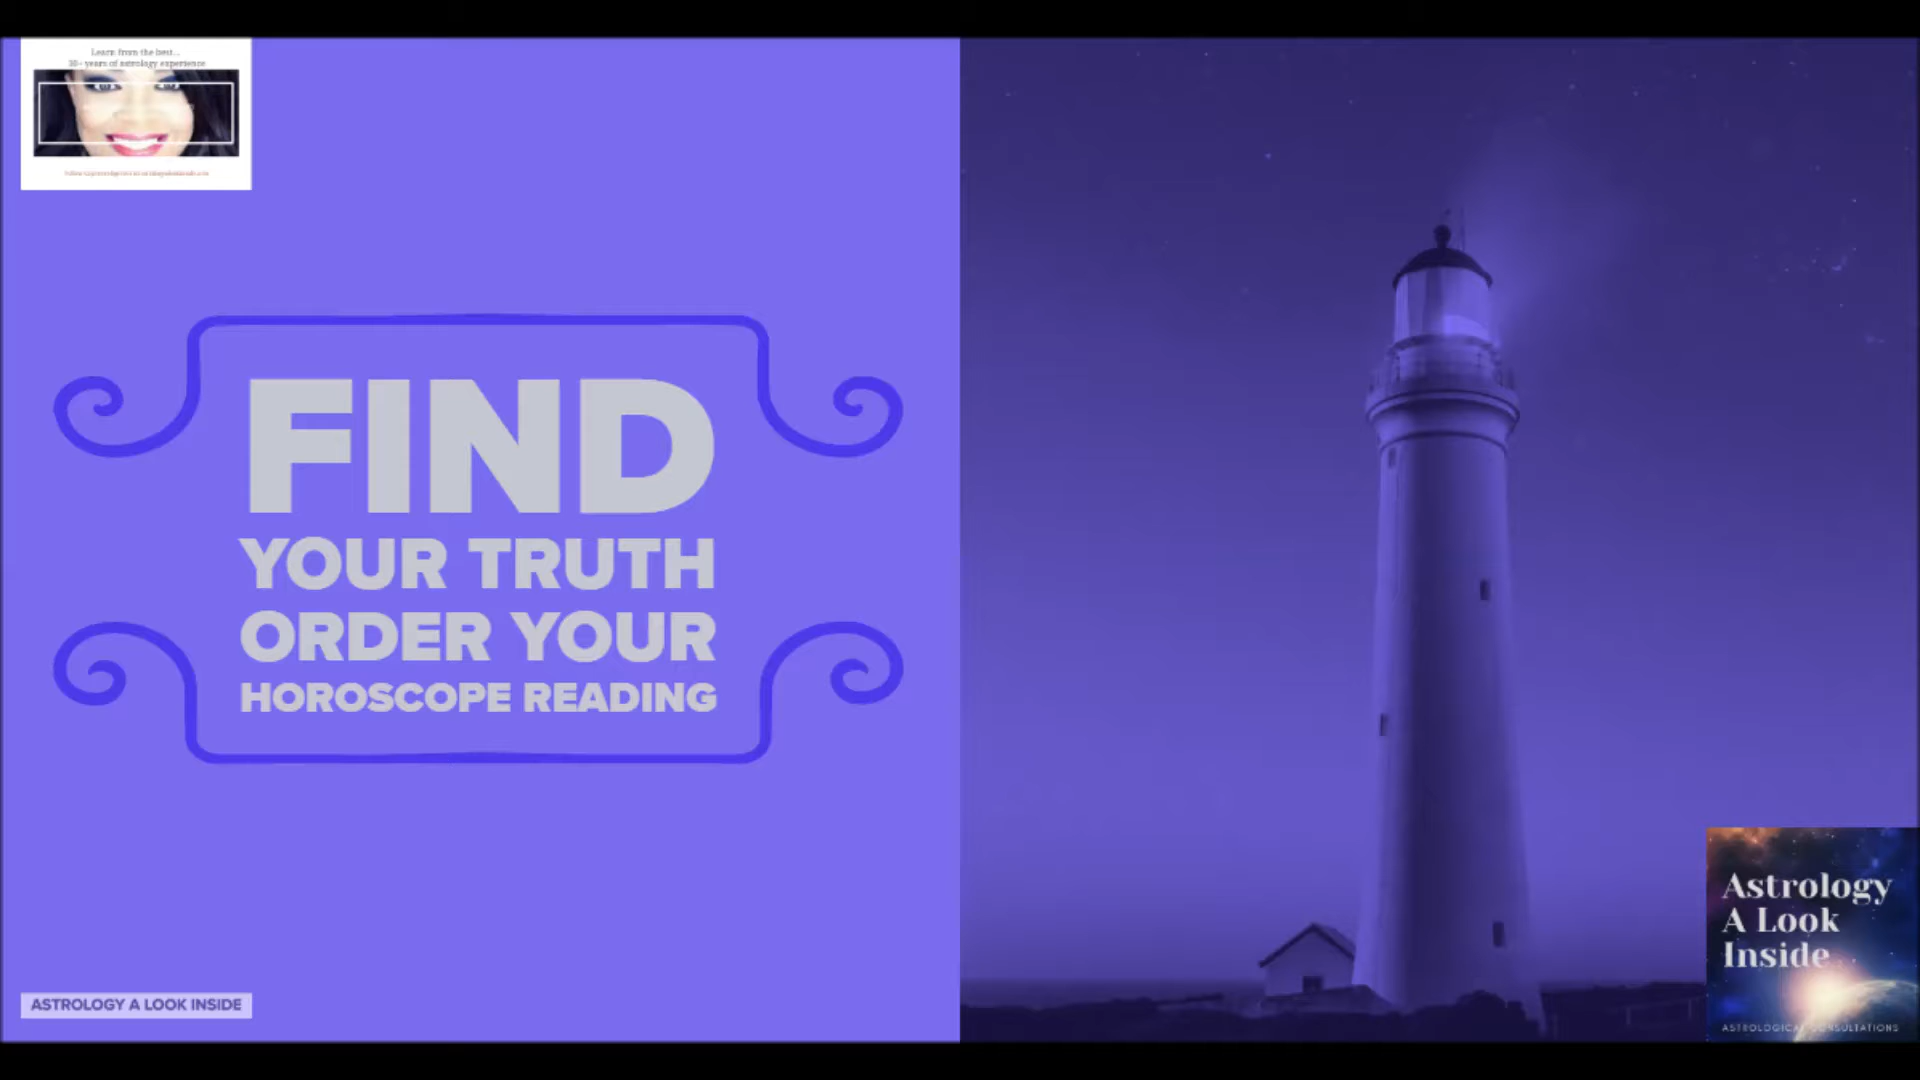 Learn from the best...
30+ years of astrology experience
FIND
YOUR TRUTH
ORDER YOUR
HOROSCOPE READING
ASTROLOGY A LOOK INSIDE
Astrology
A Look
Inside
ASTROLOGICAL CONSULTATIONS